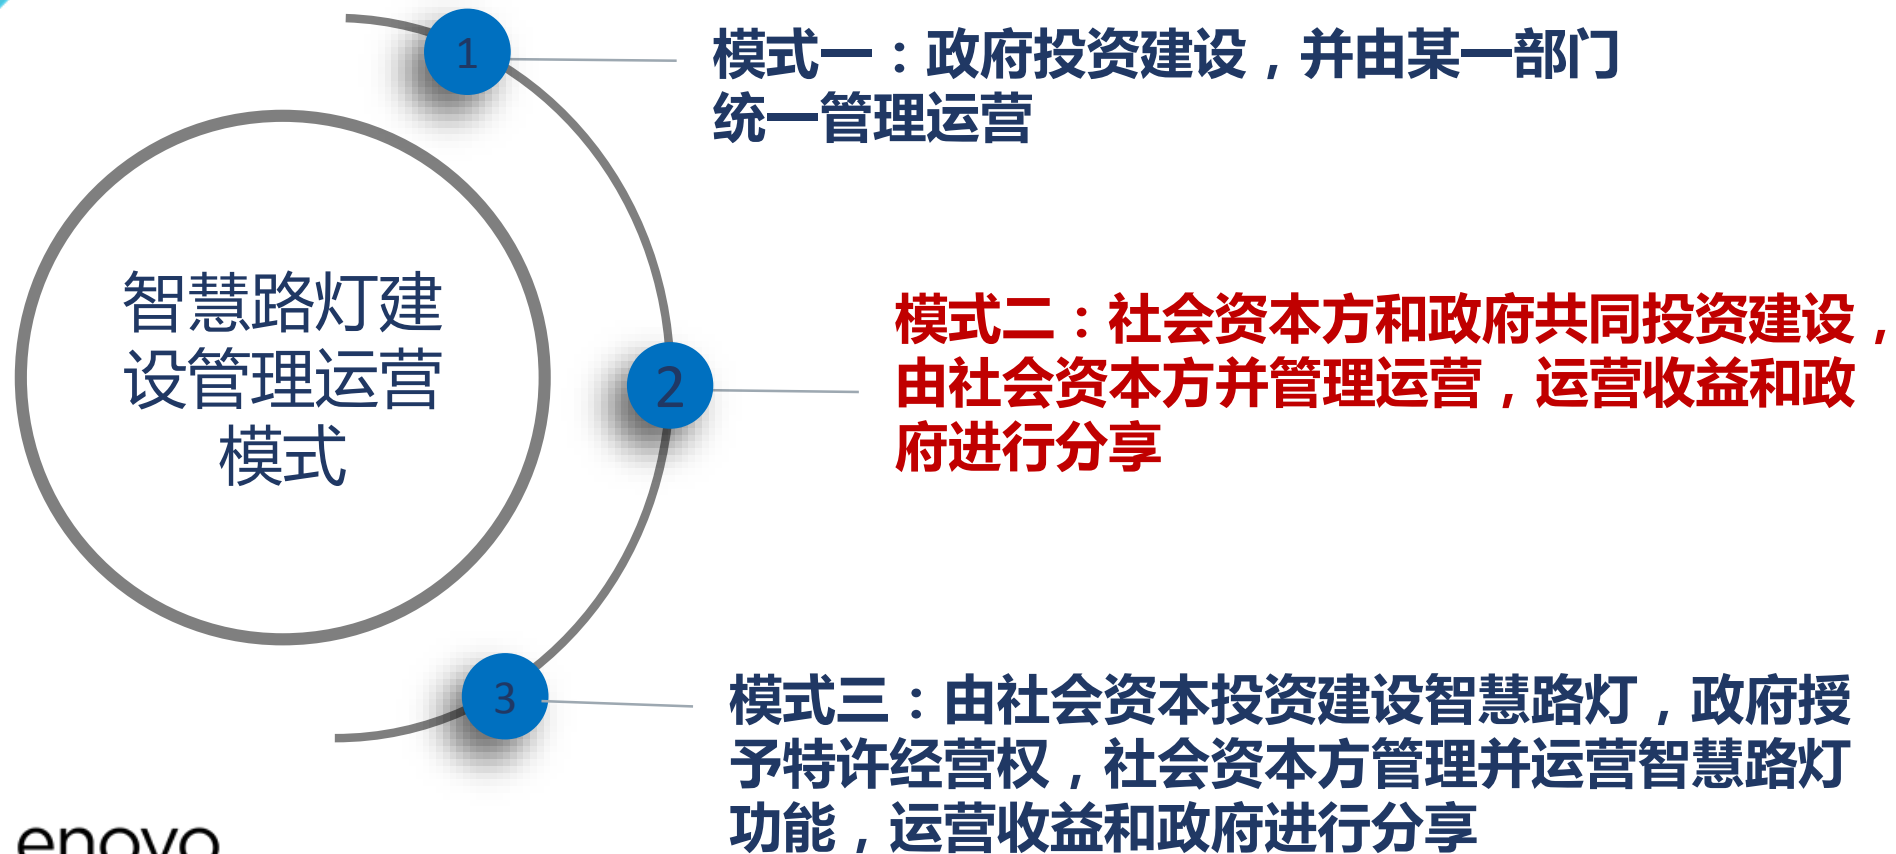 1
模式一：政府投资建设，并由某一部门
统一管理运营
智慧路灯建
设管理运营
模式
2
模式二：社会资本方和政府共同投资建设，
由社会资本方并管理运营，运营收益和政
府进行分享
3
模式三：由社会资本投资建设智慧路灯，政府授
予特许经营权，社会资本方管理并运营智慧路灯
功能，运营收益和政府进行分享
enovo